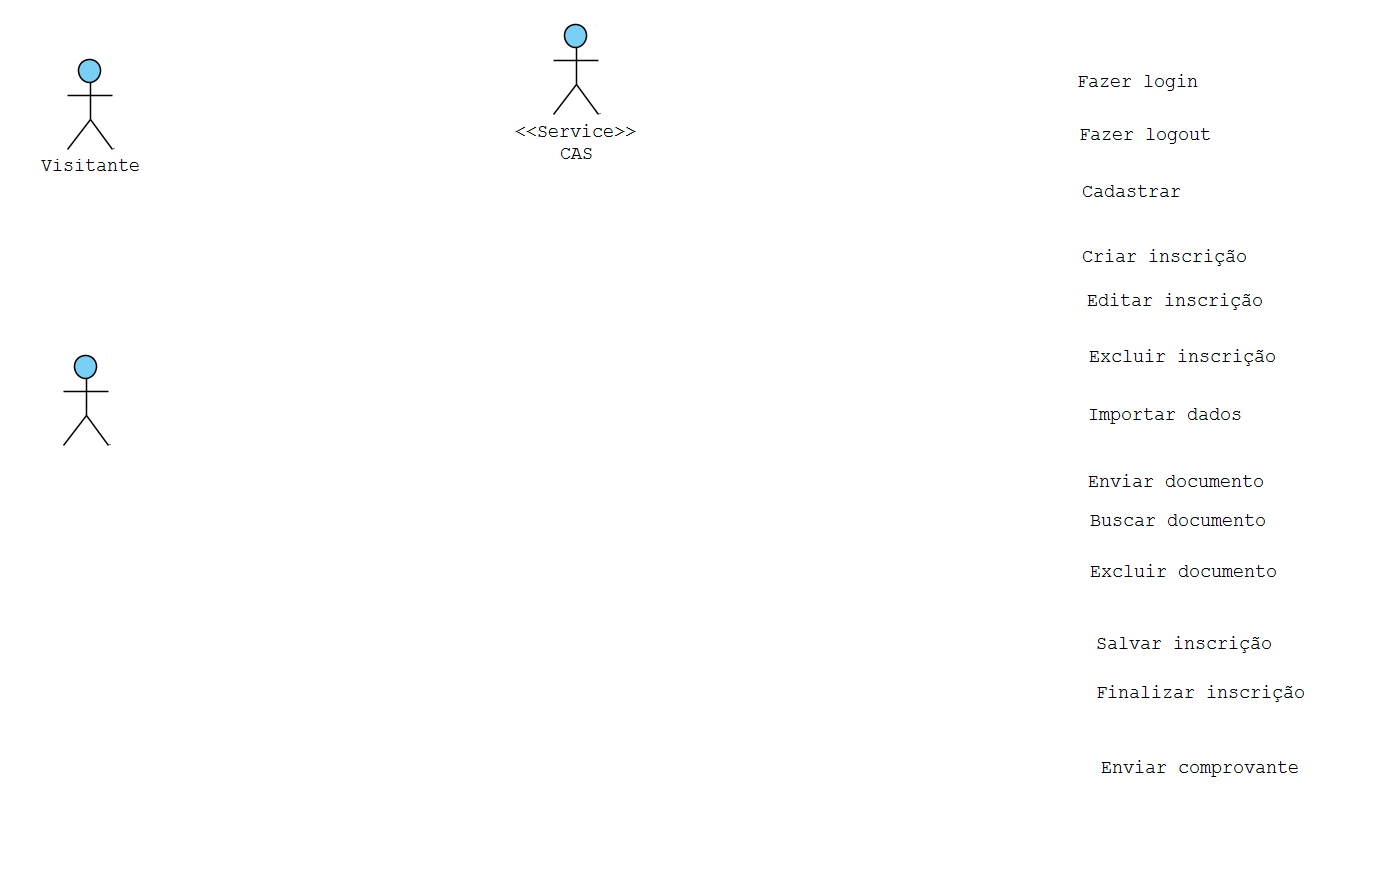 Visitante
<<Service>>
CAS
Fazer login
Fazer logout
Cadastrar
Criar inscrição
Editar inscrição
Excluir inscrição
Importar dados
Enviar documento
Buscar documento
Excluir documento
Salvar inscrição
Finalizar inscrição
Enviar comprovante